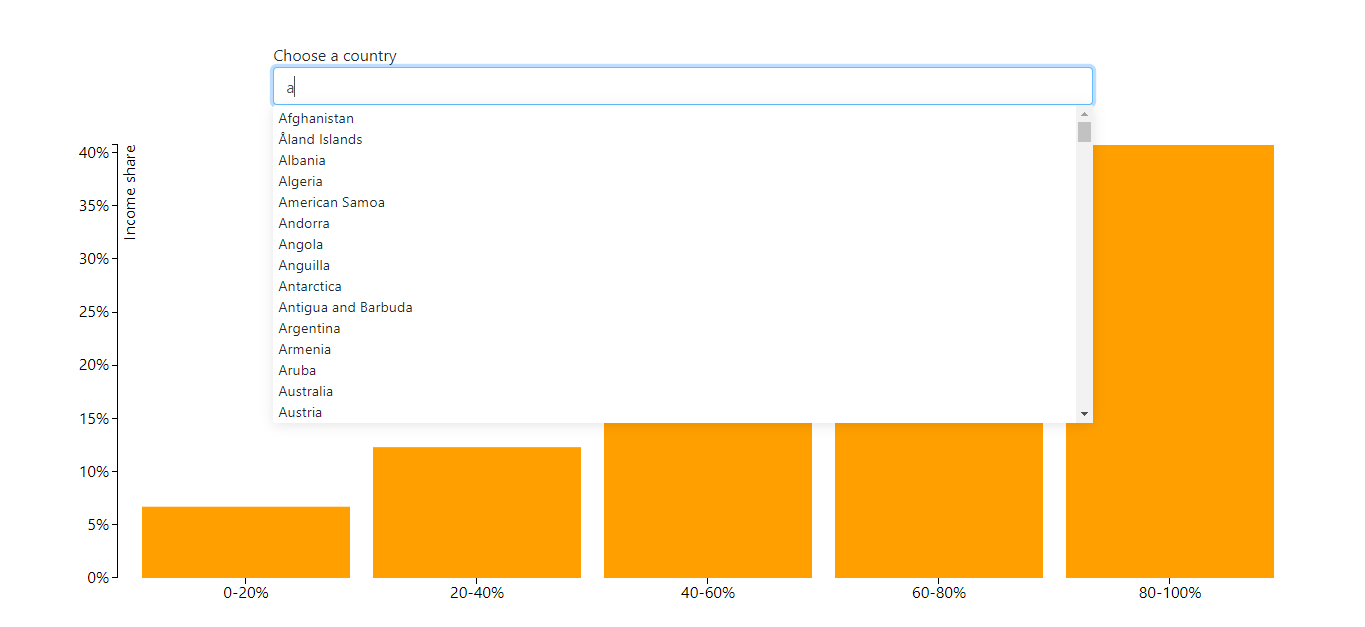 Choose a country
a
Afghanistan
Åland Islands
Albania
Algeria
American Samoa
Andorra
Angola
Anguilla
Antarctica
Antigua and Barbuda
Argentina
Armenia
Aruba
Australia
Austria
Income share
40%
35%
30%
25%
20%
15%
10%
5%
0%
0-20% 20-40% 40-60% 60-80% 80-100%